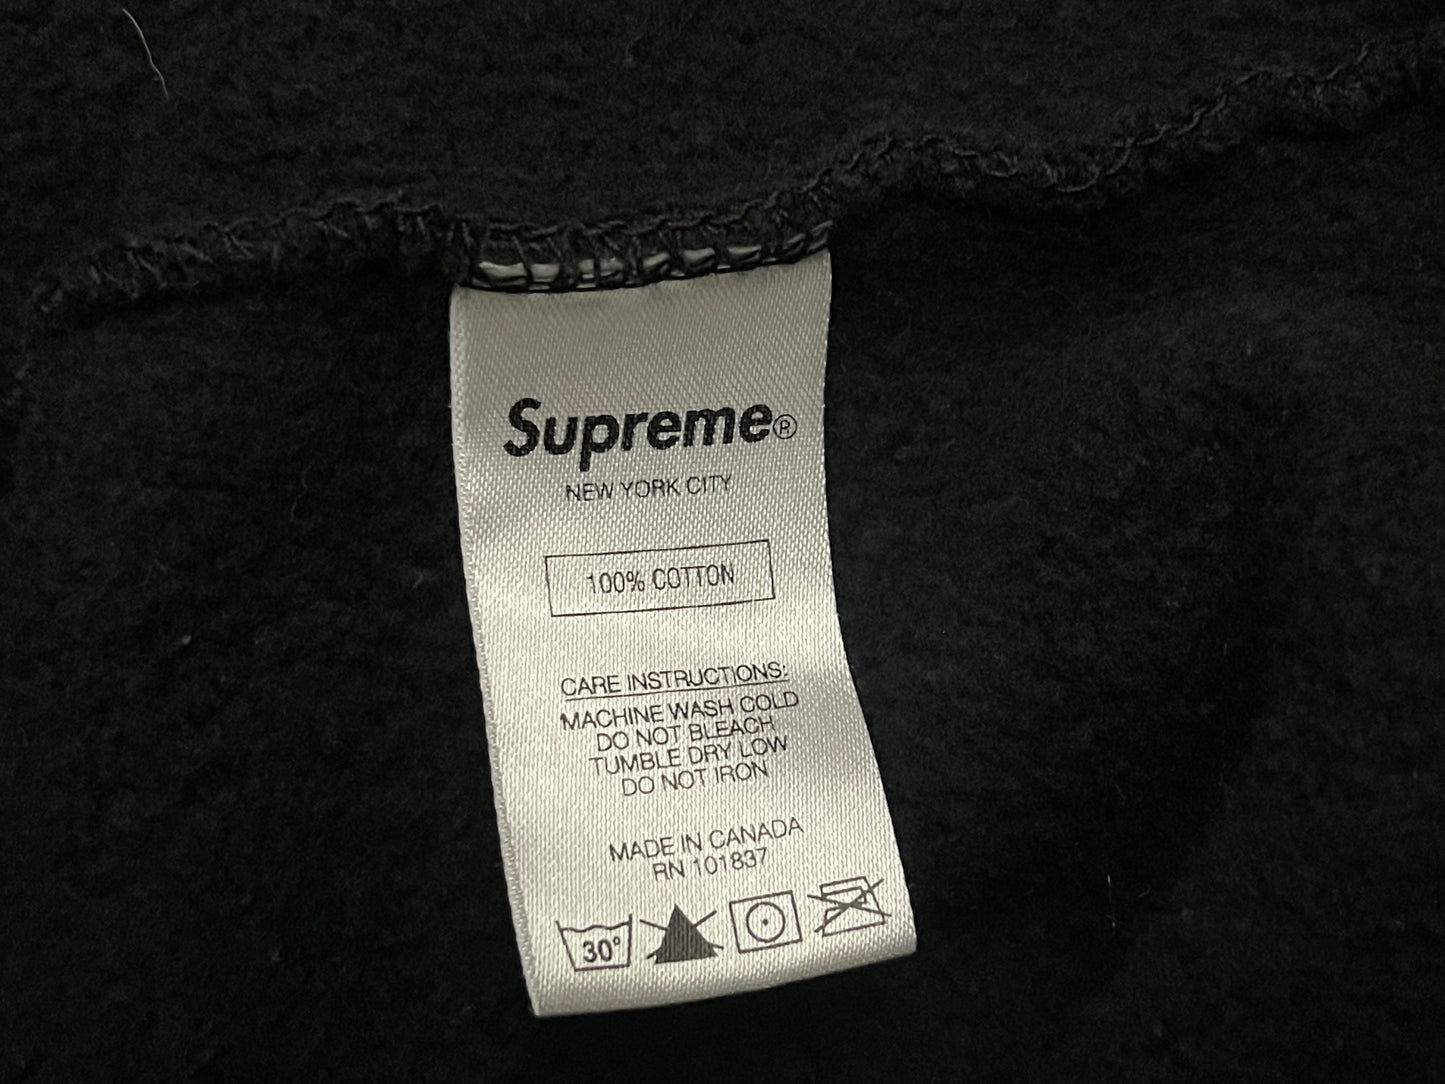 Supreme®
NEW YORK CITY
100% COTTON
CARE INSTRUCTIONS:
MACHINE WASH COLD
DO NOT BLEACH
TUMBLE DRY LOW
DO NOT IRON
MADE IN CANADA
RN 101837
30°